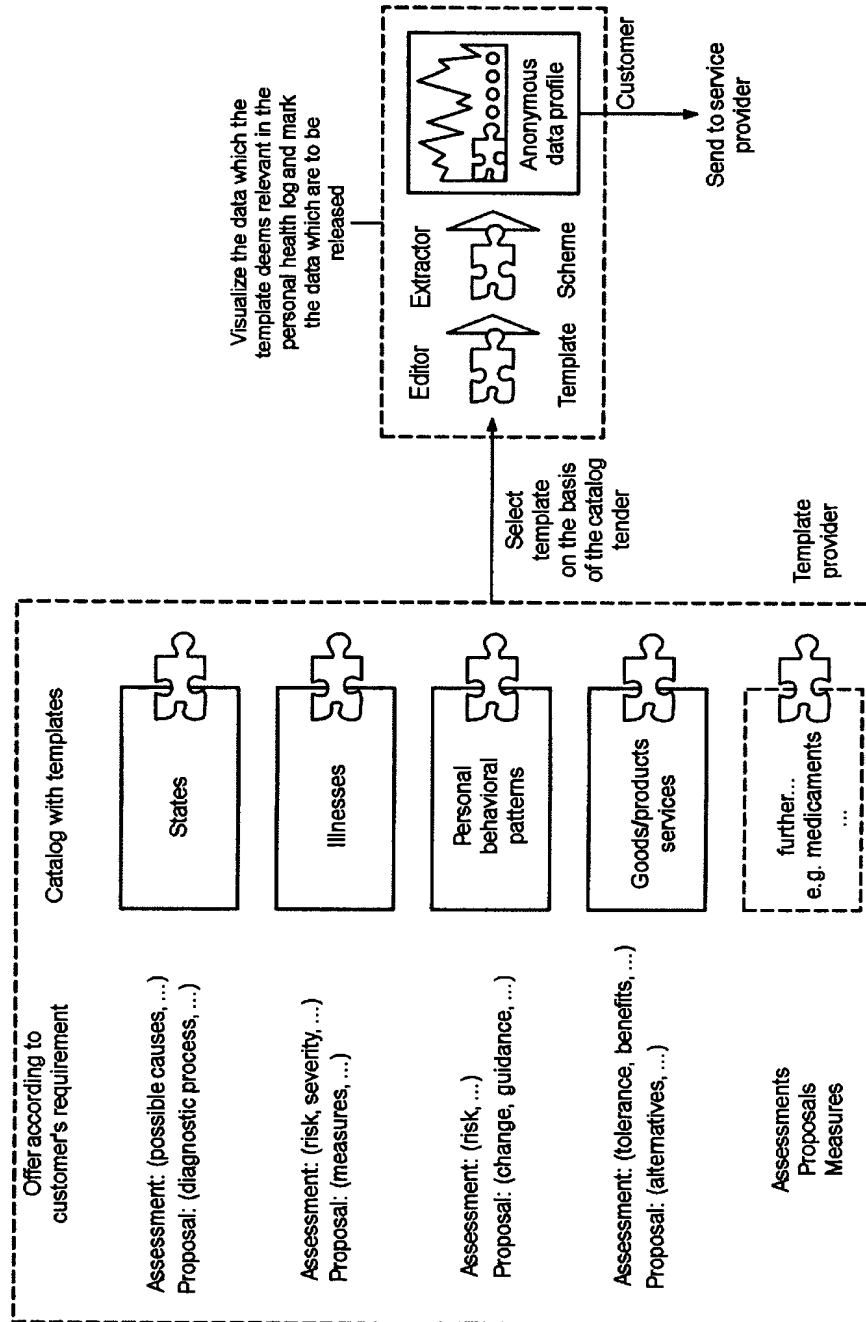 Offer according to
customer's requirement
Catalog with templates
Assessment: (possible causes, ...)
Proposal: (diagnostic process, ...)
States
Assessment: (risk, severity, ...)
Proposal: (measures, ...)
Illnesses
Assessment: (risk, ...)
Proposal: (change, guidance, ...)
Personal
behavioral
patterns
Assessment: (tolerance, benefits, ...)
Proposal: (alternatives, ...)
Goods/product
services
Assessments
Proposals
Measures
further...
e.g. medicaments
...
Template
provider
Select
template
on the basis
of the catalog
tender
Visualize the data which the
template deems relevant in the
personal health log and mark
the data which are to be
released
Editor
Extractor
Template
Scheme
Anonymous
data profile
Customer
Send to service
provider